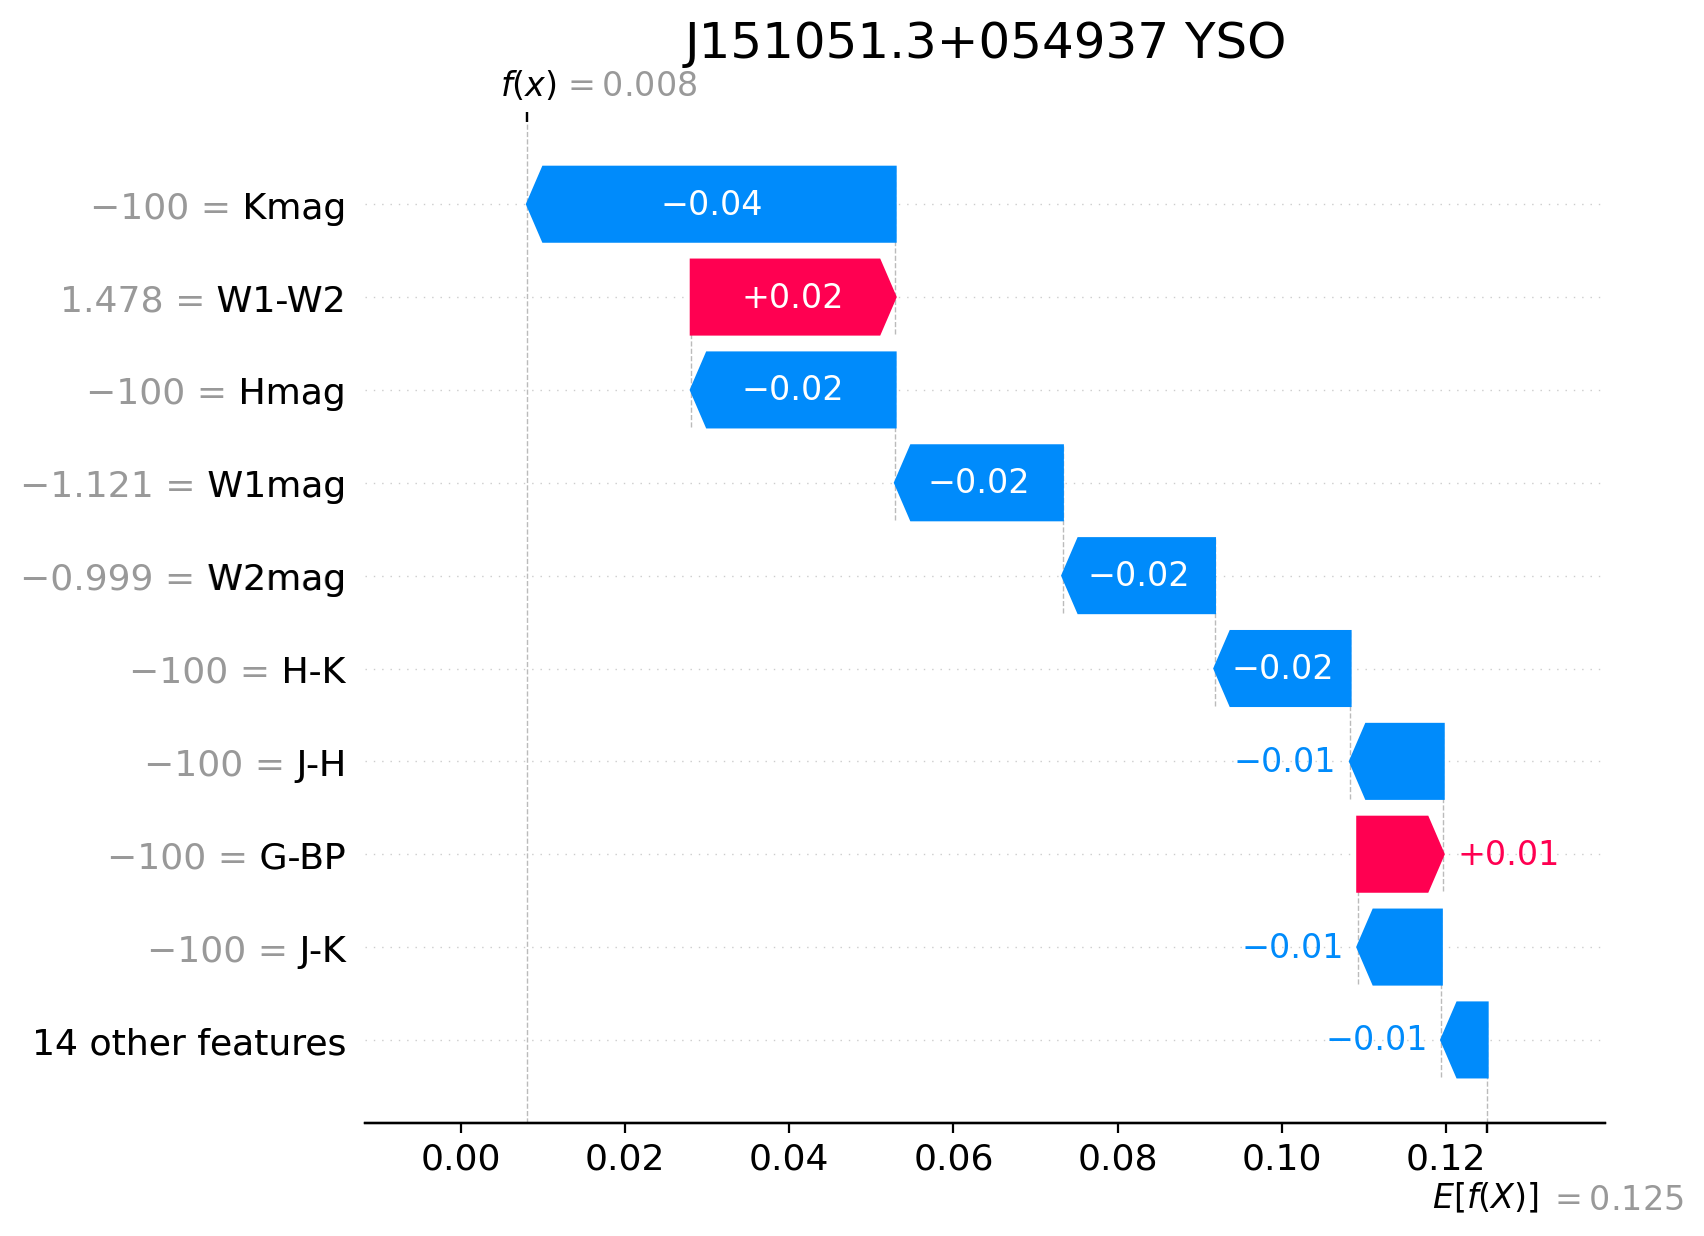 J151051.3+054937 YSO
f(x) = 0.008
−100 = Kmag −0.04
1.478 = W1-W2 +0.02
−100 = Hmag −0.02
−1.121 = W1mag −0.02
−0.999 = W2mag −0.02
−100 = H-K −0.02
−100 = J-H −0.01
−100 = G-BP +0.01
−100 = J-K −0.01
14 other features −0.01
0.00 0.02 0.04 0.06 0.08 0.10 0.12
E[f(X)] = 0.125